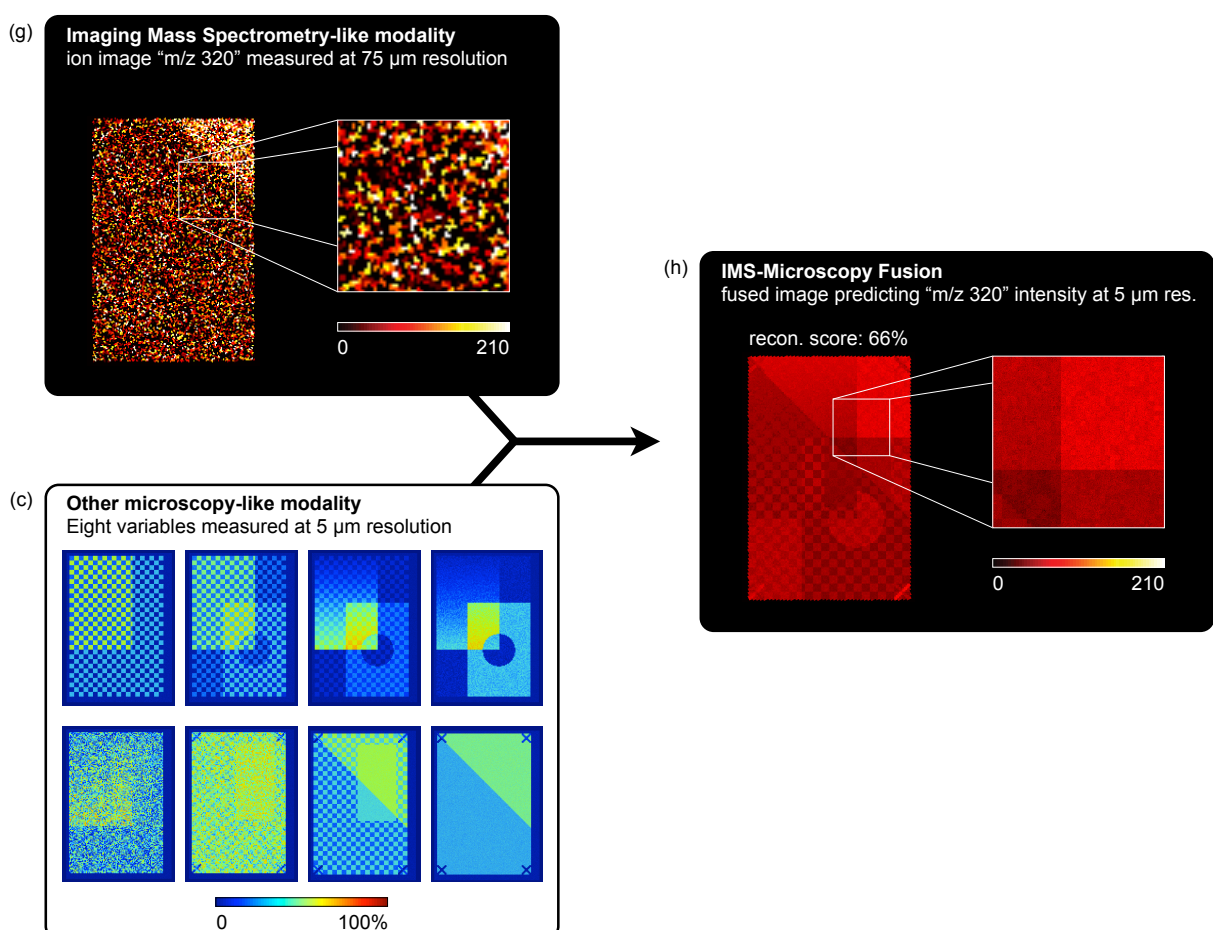 (g)
Imaging Mass Spectrometry-like modality
ion image “m/z 320” measured at 75 µm resolution
0 210
(h)
IMS-Microscopy Fusion
fused image predicting “m/z 320” intensity at 5 µm res.
recon. score: 66%
0 210
(c)
Other microscopy-like modality
Eight variables measured at 5 µm resolution
0 100%